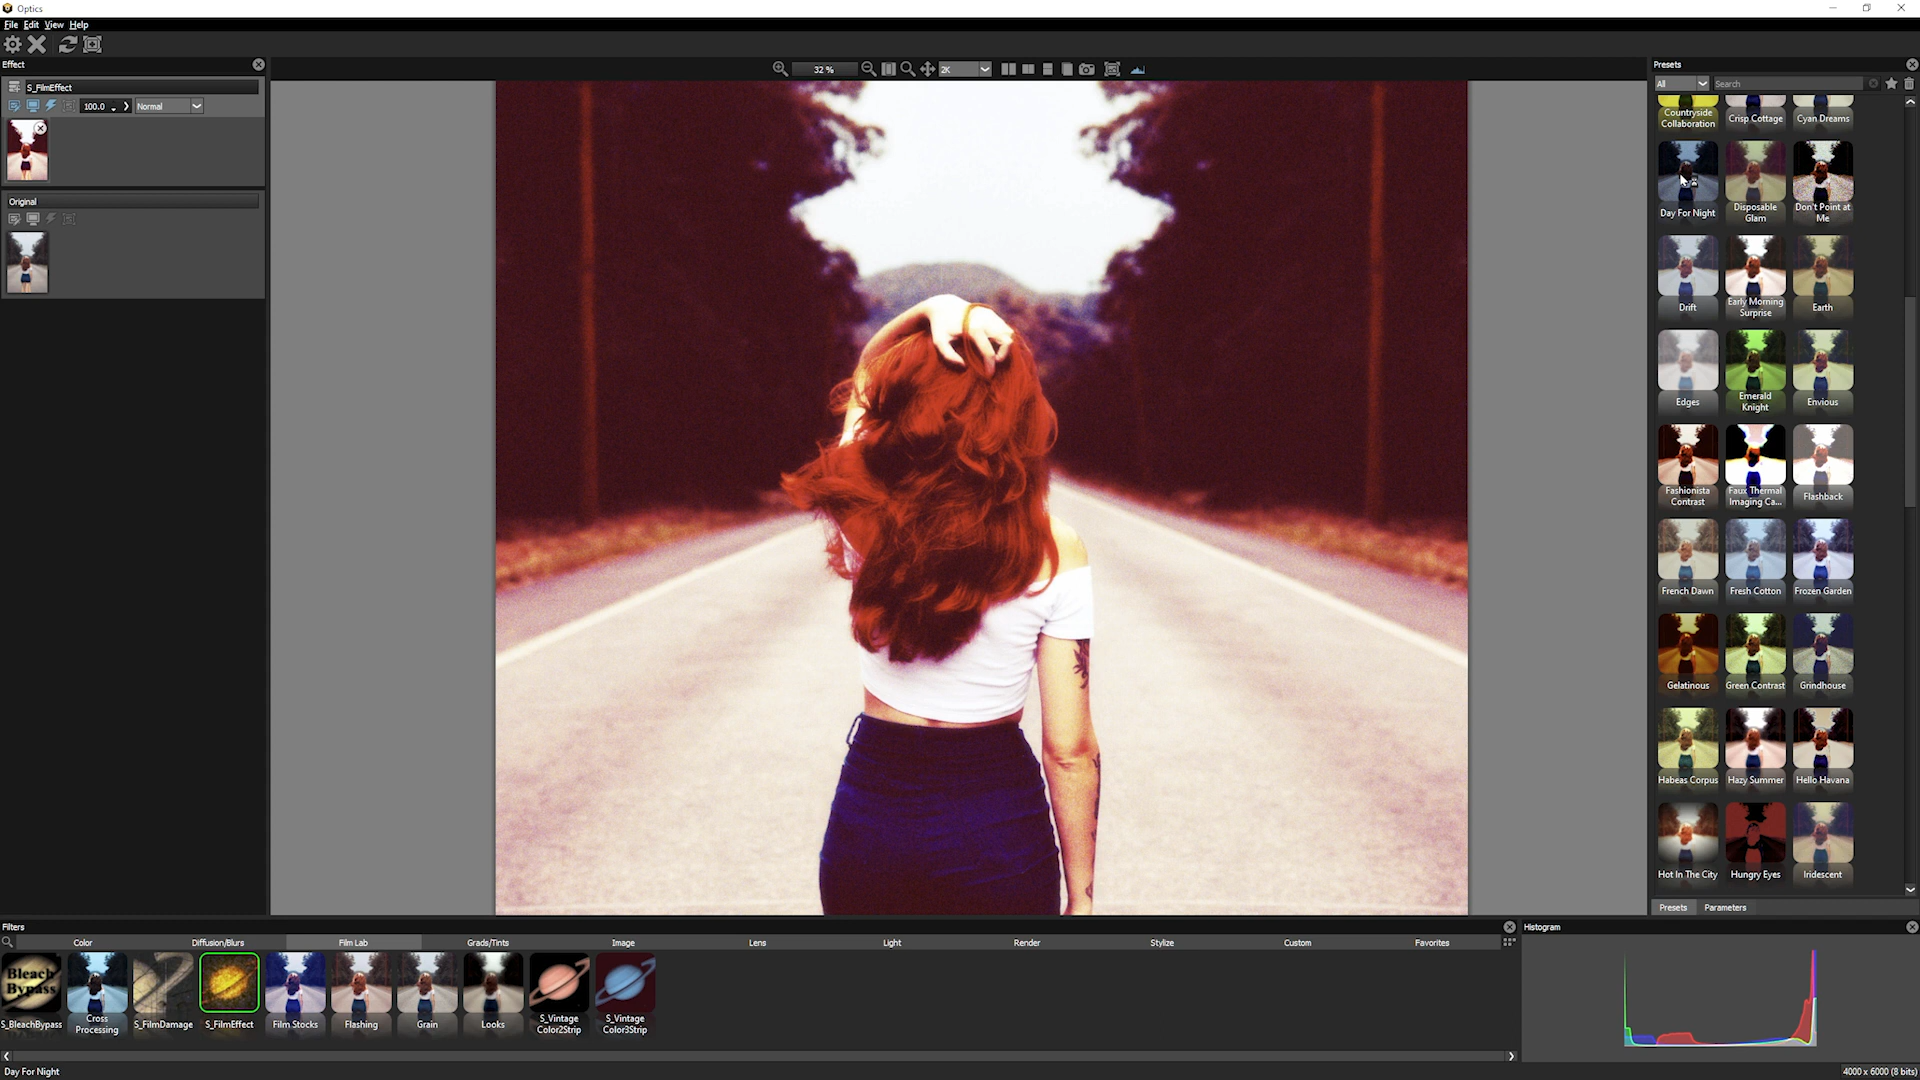 Optics
File Edit View Help
Effect
S_FilmEffect
100.0 Normal
Original
32 %
2K
Presets
All Search
Countryside Collaboration
Crisp Cottage
Cyan Dreams
Day For Night
Disposable Glam
Don't Point at Me
Drift
Early Morning Surprise
Earth
Edges
Emerald Knight
Envious
Fashionista Contrast
Faux Thermal Imaging Ca...
Flashback
French Dawn
Fresh Cotton
Frozen Garden
Gelatinous
Green Contrast
Grindhouse
Habeas Corpus
Hazy Summer
Hello Havana
Hot In The City
Hungry Eyes
Iridescent
Presets Parameters
Filters
Color Diffusion/Blurs Film Lab Grads/Tints Image Lens Light Render Stylize Custom Favorites
Bleach Bypass
S_BleachBypass
Cross Processing
S_FilmDamage
S_FilmEffect
Film Stocks
Flashing
Grain
Looks
S_Vintage Color2Strip
S_Vintage Color3Strip
Histogram
Day For Night
4000 x 6000 (8 bits)